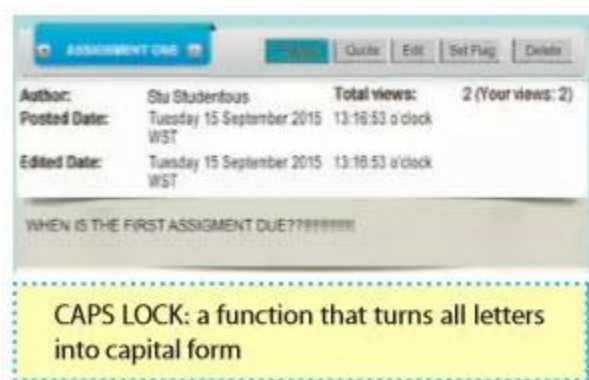 ASSIGNMENT ONE Quote Edit Set Flag Delete
Author: Stu Studentous Total views: 2 (Your views: 2)
Posted Date: Tuesday 15 September 2015 13:16:53 o'clock
WST
Edited Date: Tuesday 15 September 2015 13:16:53 o'clock
WST
WHEN IS THE FIRST ASSIGMENT DUE??!!!!!!!!!!!
CAPS LOCK: a function that turns all letters
into capital form